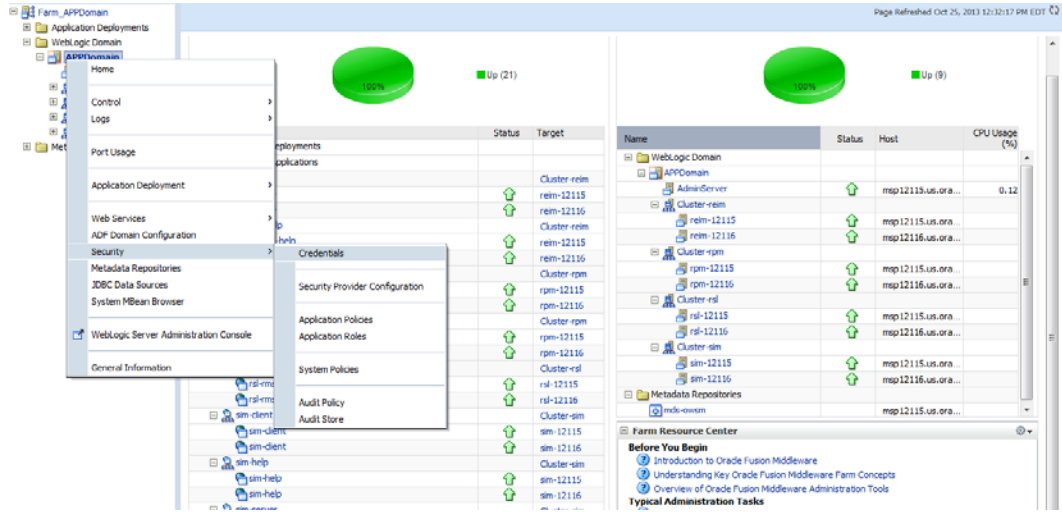 Farm_APPDomain
Page Refreshed Oct 25, 2013 12:32:17 PM EDT
Application Deployments
WebLogic Domain
APPDomain
Home
Control
Logs
Port Usage
Application Deployment
Web Services
ADF Domain Configuration
Security
Metadata Repositories
JDBC Data Sources
System MBean Browser
WebLogic Server Administration Console
General Information
Met
Credentials
Security Provider Configuration
Application Policies
Application Roles
System Policies
Audit Policy
Audit Store
100%
Up (21)
Status Target
Cluster-reim
reim-12115
reim-12116
Cluster-reim
reim-12115
reim-12116
Cluster-rpm
rpm-12115
rpm-12116
Cluster-rpm
rpm-12115
rpm-12116
Cluster-rsl
rsl-12115
rsl-12116
sim-client Cluster-sim
sim-client sim-12115
sim-client sim-12116
sim-help Cluster-sim
sim-help sim-12115
sim-help sim-12116
sim-server Cluster-sim
100%
Up (9)
Name Status Host CPU Usage (%)
WebLogic Domain
APPDomain
AdminServer msp12115.us.ora... 0.12
Cluster-reim
reim-12115 msp12115.us.ora...
reim-12116 msp12116.us.ora...
Cluster-rpm
rpm-12115 msp12115.us.ora...
rpm-12116 msp12116.us.ora...
Cluster-rsl
rsl-12115 msp12115.us.ora...
rsl-12116 msp12116.us.ora...
Cluster-sim
sim-12115 msp12115.us.ora...
sim-12116 msp12116.us.ora...
Metadata Repositories
mds-owsm msp12115.us.ora...
Farm Resource Center
Before You Begin
Introduction to Oracle Fusion Middleware
Understanding Key Oracle Fusion Middleware Farm Concepts
Overview of Oracle Fusion Middleware Administration Tools
Typical Administration Tasks